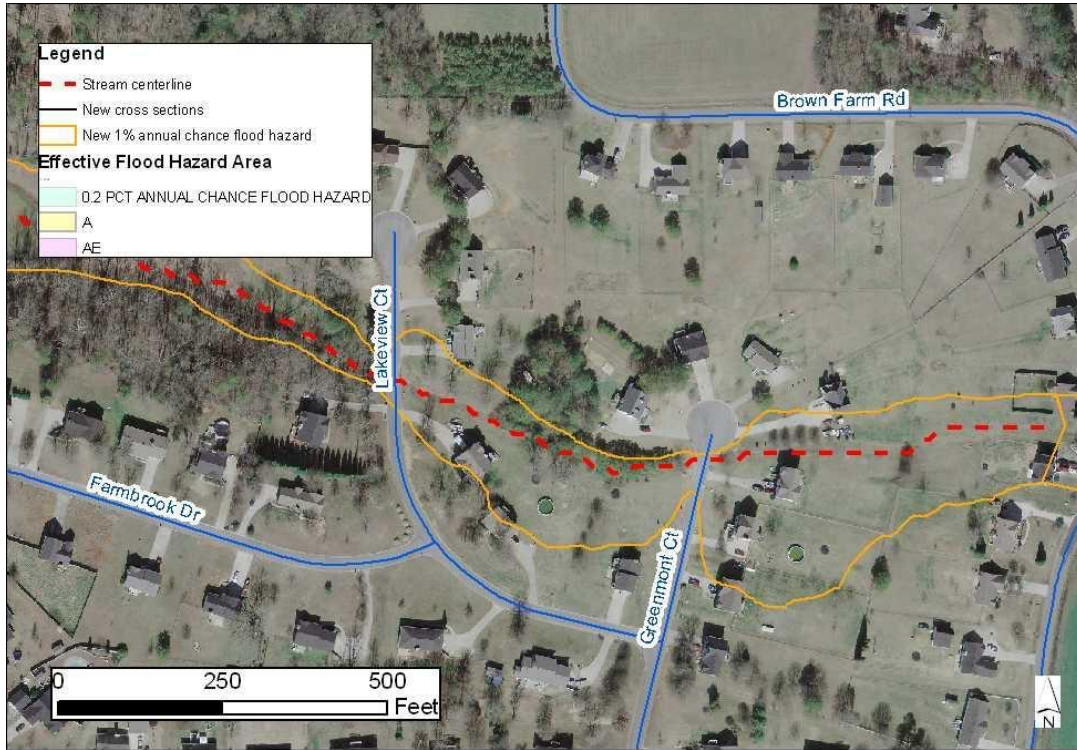 Legend
Stream centerline
New cross sections
New 1% annual chance flood hazard
Effective Flood Hazard Area
0.2 PCT ANNUAL CHANCE FLOOD HAZARD
A
AE
Brown Farm Rd
Lakeview Ct
Farmbrook Dr
Greenmont Ct
0 250 500
Feet
N